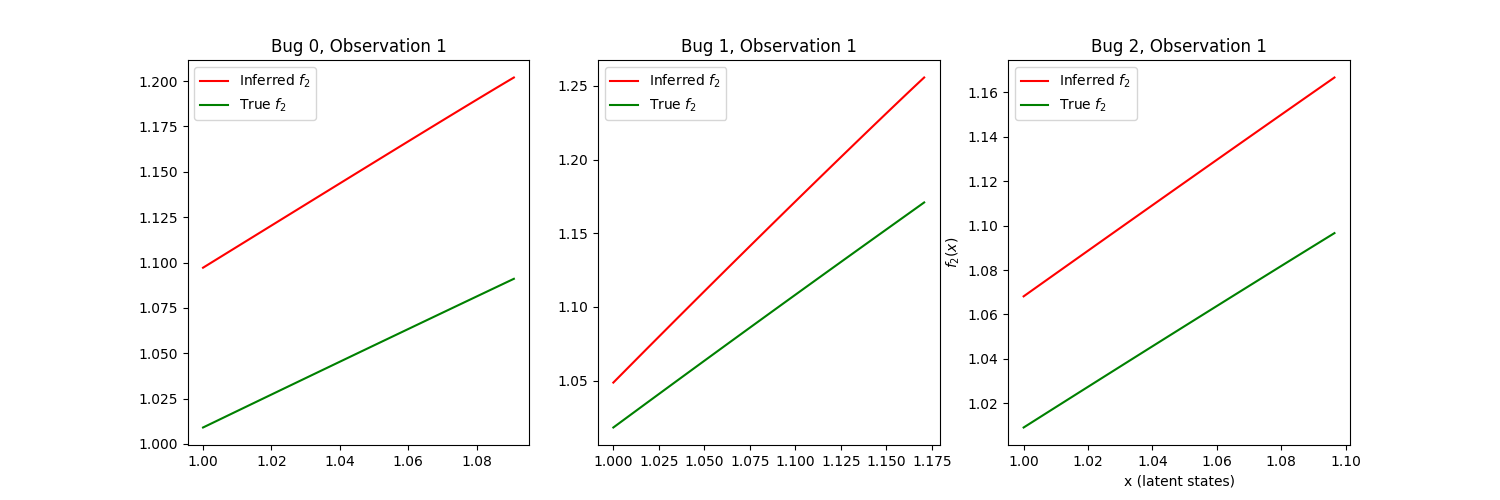 Bug 0, Observation 1
Inferred f₂
True f₂
1.200
1.175
1.150
1.125
1.100
1.075
1.050
1.025
1.000
1.00 1.02 1.04 1.06 1.08
Bug 1, Observation 1
Inferred f₂
True f₂
1.25
1.20
1.15
1.10
1.05
1.000 1.025 1.050 1.075 1.100 1.125 1.150 1.175
Bug 2, Observation 1
Inferred f₂
True f₂
f₂(x)
1.16
1.14
1.12
1.10
1.08
1.06
1.04
1.02
1.00 1.02 1.04 1.06 1.08 1.10
x (latent states)